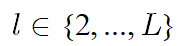 l ∈ {2, ..., L}